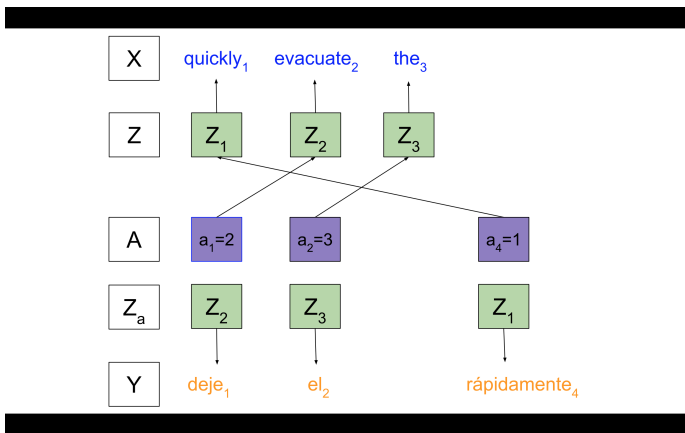 X quickly₁ evacuate₂ the₃
Z Z₁ Z₂ Z₃
A a₁=2 a₂=3 a₄=1
Zₐ Z₂ Z₃ Z₁
Y deje₁ el₂ rápidamente₄